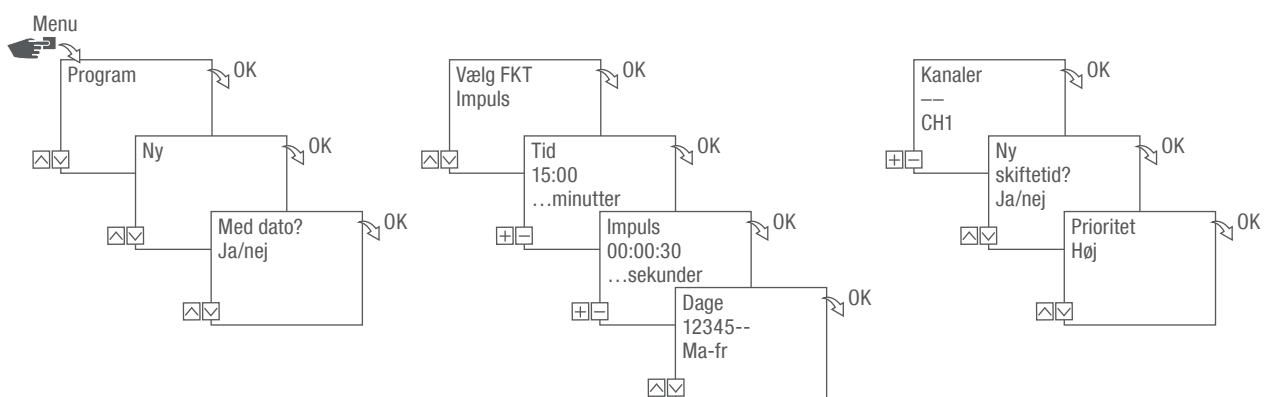 Menu
Program
OK
Ny
OK
Med dato?
Ja/nej
OK
Vælg FKT
Impuls
OK
Tid
15:00
…minutter
OK
Impuls
00:00:30
…sekunder
OK
Dage
12345--
Ma-fr
OK
Kanaler
––
CH1
OK
Ny
skiftetid?
Ja/nej
OK
Prioritet
Høj
OK